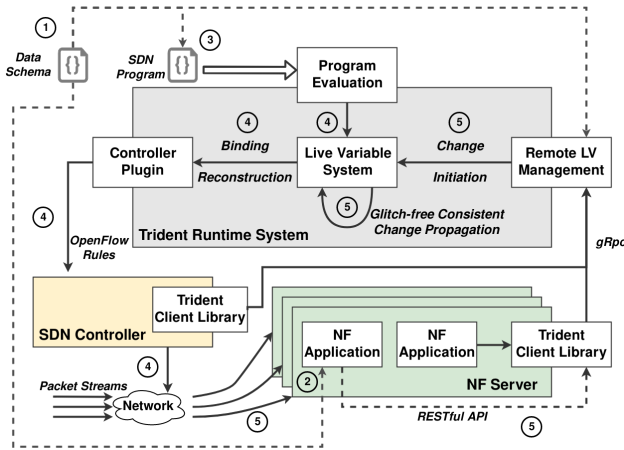 1
Data
Schema
{}
SDN
Program
{}
3
Program
Evaluation
4
Binding
Reconstruction
4
5
Change
Initiation
Controller
Plugin
Live Variable
System
Remote LV
Management
5
Glitch-free Consistent
Change Propagation
Trident Runtime System
4
OpenFlow
Rules
gRpc
Trident
Client Library
SDN Controller
4
NF
Application
NF
Application
Trident
Client Library
2
NF Server
Packet Streams
Network
5
RESTful API
5